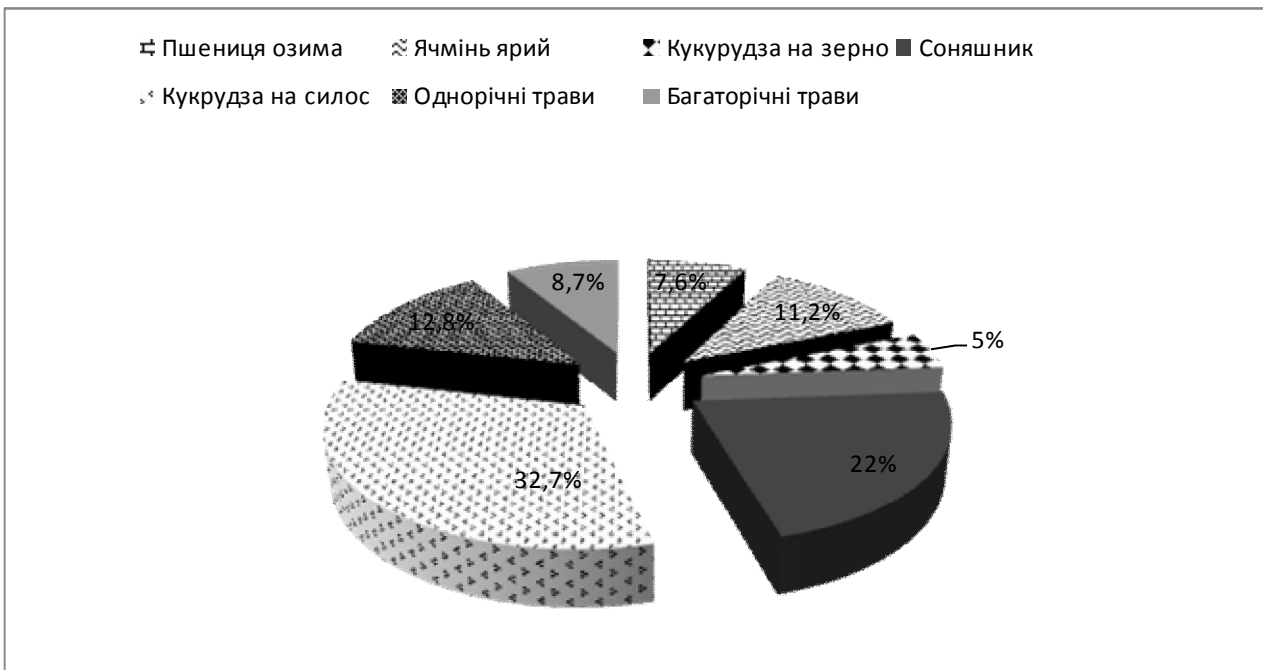 Пшениця озима Ячмінь ярий Кукурудза на зерно Соняшник
Кукрудза на силос Однорічні трави Багаторічні трави
8,7% 7,6%
12,8% 11,2%
5%
32,7% 22%